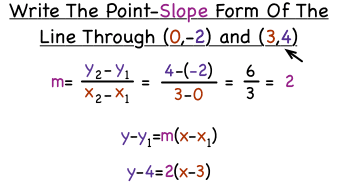 Write The Point-Slope Form Of The
Line Through (0,-2) and (3,4)
m= y₂-y₁/x₂-x₁ = 4-(-2)/3-0 = 6/3 = 2
y-y₁=m(x-x₁)
y-4=2(x-3)